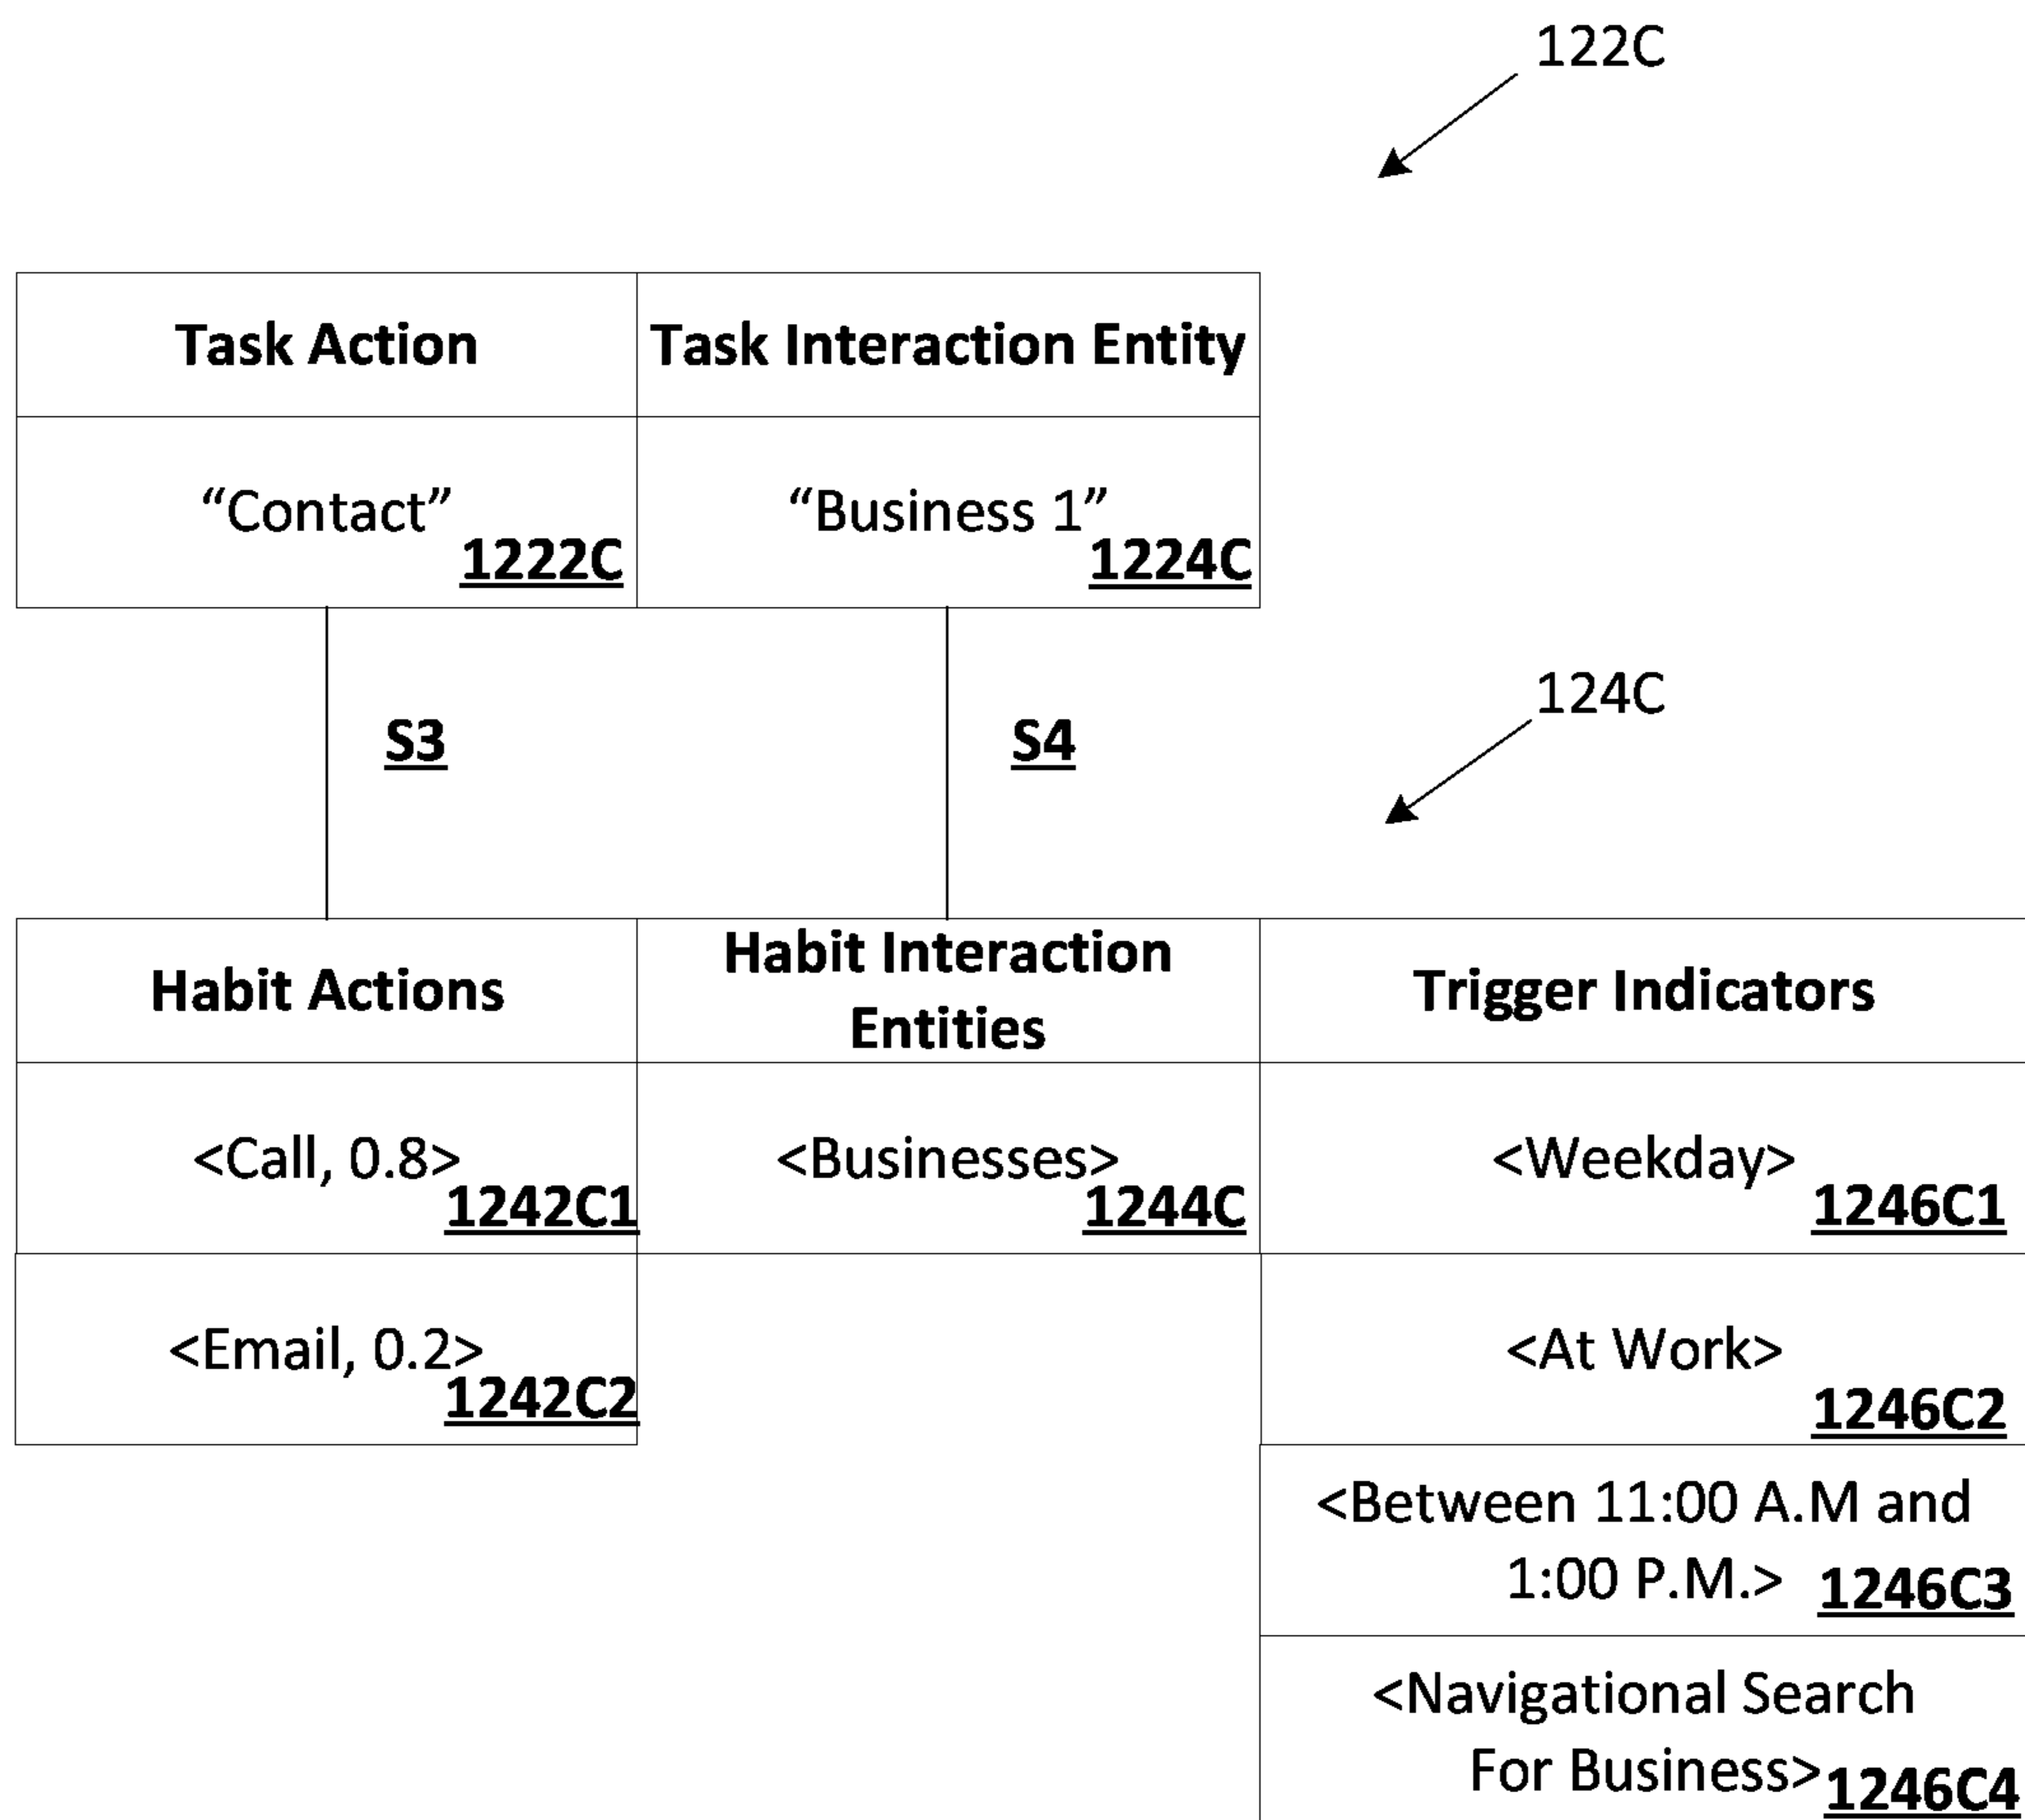 122C
Task Action
Task Interaction Entity
“Contact”
1222C
“Business 1”
1224C
S3
S4
124C
Habit Actions
Habit Interaction
Entities
Trigger Indicators
<Call, 0.8>
1242C1
<Businesses>
1244C
<Weekday>
1246C1
<Email, 0.2>
1242C2
<At Work>
1246C2
<Between 11:00 A.M and
1:00 P.M.> 1246C3
<Navigational Search
For Business> 1246C4